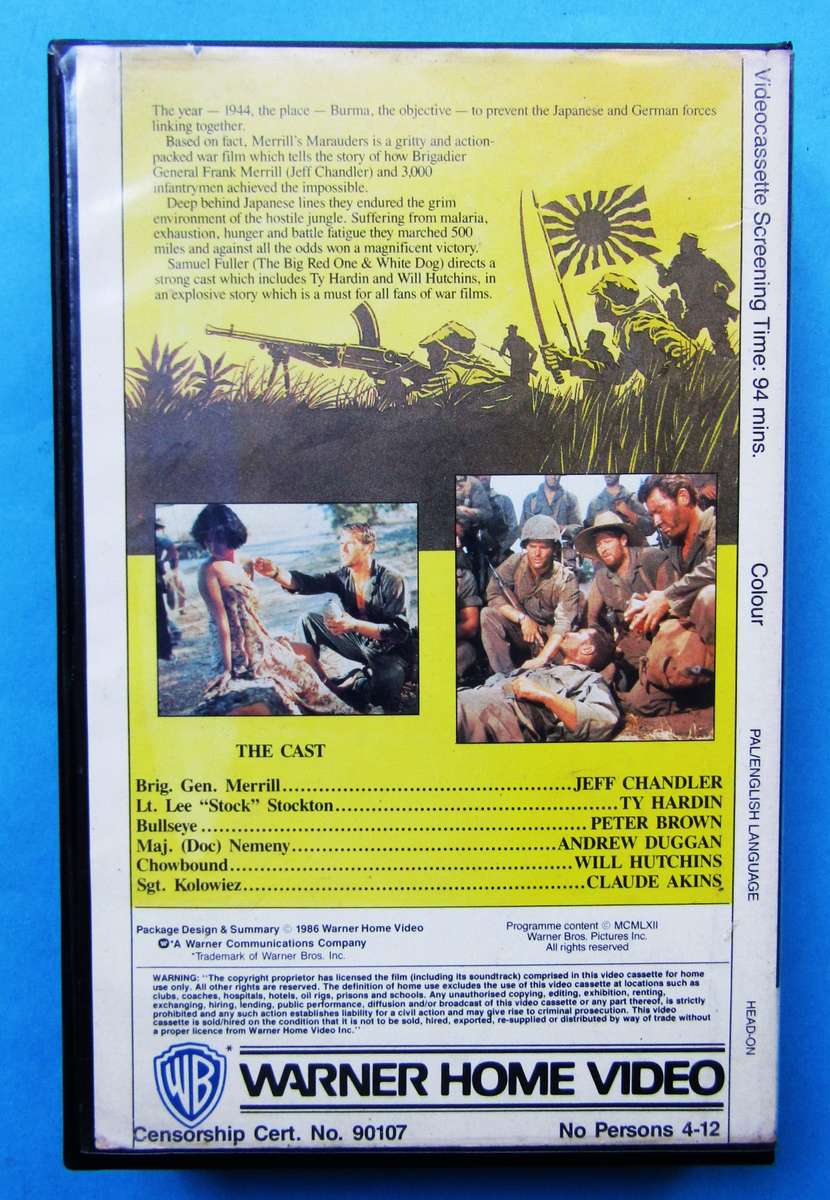 The year — 1944, the place — Burma, the objective — to prevent the Japanese and German forces
linking together.
Based on fact, Merrill's Marauders is a gritty and action-
packed war film which tells the story of how Brigadier
General Frank Merrill (Jeff Chandler) and 3,000
infantrymen achieved the impossible.
Deep behind Japanese lines they endured the grim
environment of the hostile jungle. Suffering from malaria,
exhaustion, hunger and battle fatigue they marched 500
miles and against all the odds won a magnificent victory.
Samuel Fuller (The Big Red One & White Dog) directs a
strong cast which includes Ty Hardin and Will Hutchins, in
an explosive story which is a must for all fans of war films.
THE CAST
Brig. Gen. Merrill.......................................................JEFF CHANDLER
Lt. Lee “Stock” Stockton.....................................................TY HARDIN
Bullseye.......................................................................PETER BROWN
Maj. (Doc) Nemeny.................................................ANDREW DUGGAN
Chowbound.................................................................WILL HUTCHINS
Sgt. Kolowiez.............................................................CLAUDE AKINS
Package Design & Summary © 1986 Warner Home Video
*A Warner Communications Company
*Trademark of Warner Bros. Inc.
Programme content © MCMLXII
Warner Bros. Pictures Inc.
All rights reserved
WARNING: "The copyright proprietor has licensed the film (including its soundtrack) comprised in this video cassette for home
use only. All other rights are reserved. The definition of home use excludes the use of this video cassette at locations such as
clubs, coaches, hospitals, hotels, oil rigs, prisons and schools. Any unauthorised copying, editing, exhibition, renting,
exchanging, hiring, lending, public performance, diffusion and/or broadcast of this video cassette or any part thereof, is strictly
prohibited and any such action establishes liability for a civil action and may give rise to criminal prosecution. This video
cassette is sold/hired on the condition that it is not to be sold, hired, exported, re-supplied or distributed by way of trade without
a proper licence from Warner Home Video Inc."
WB * WARNER HOME VIDEO
Censorship Cert. No. 90107 No Persons 4-12
Videocassette Screening Time: 94 mins.
Colour
PAL/ENGLISH LANGUAGE
HEAD-ON